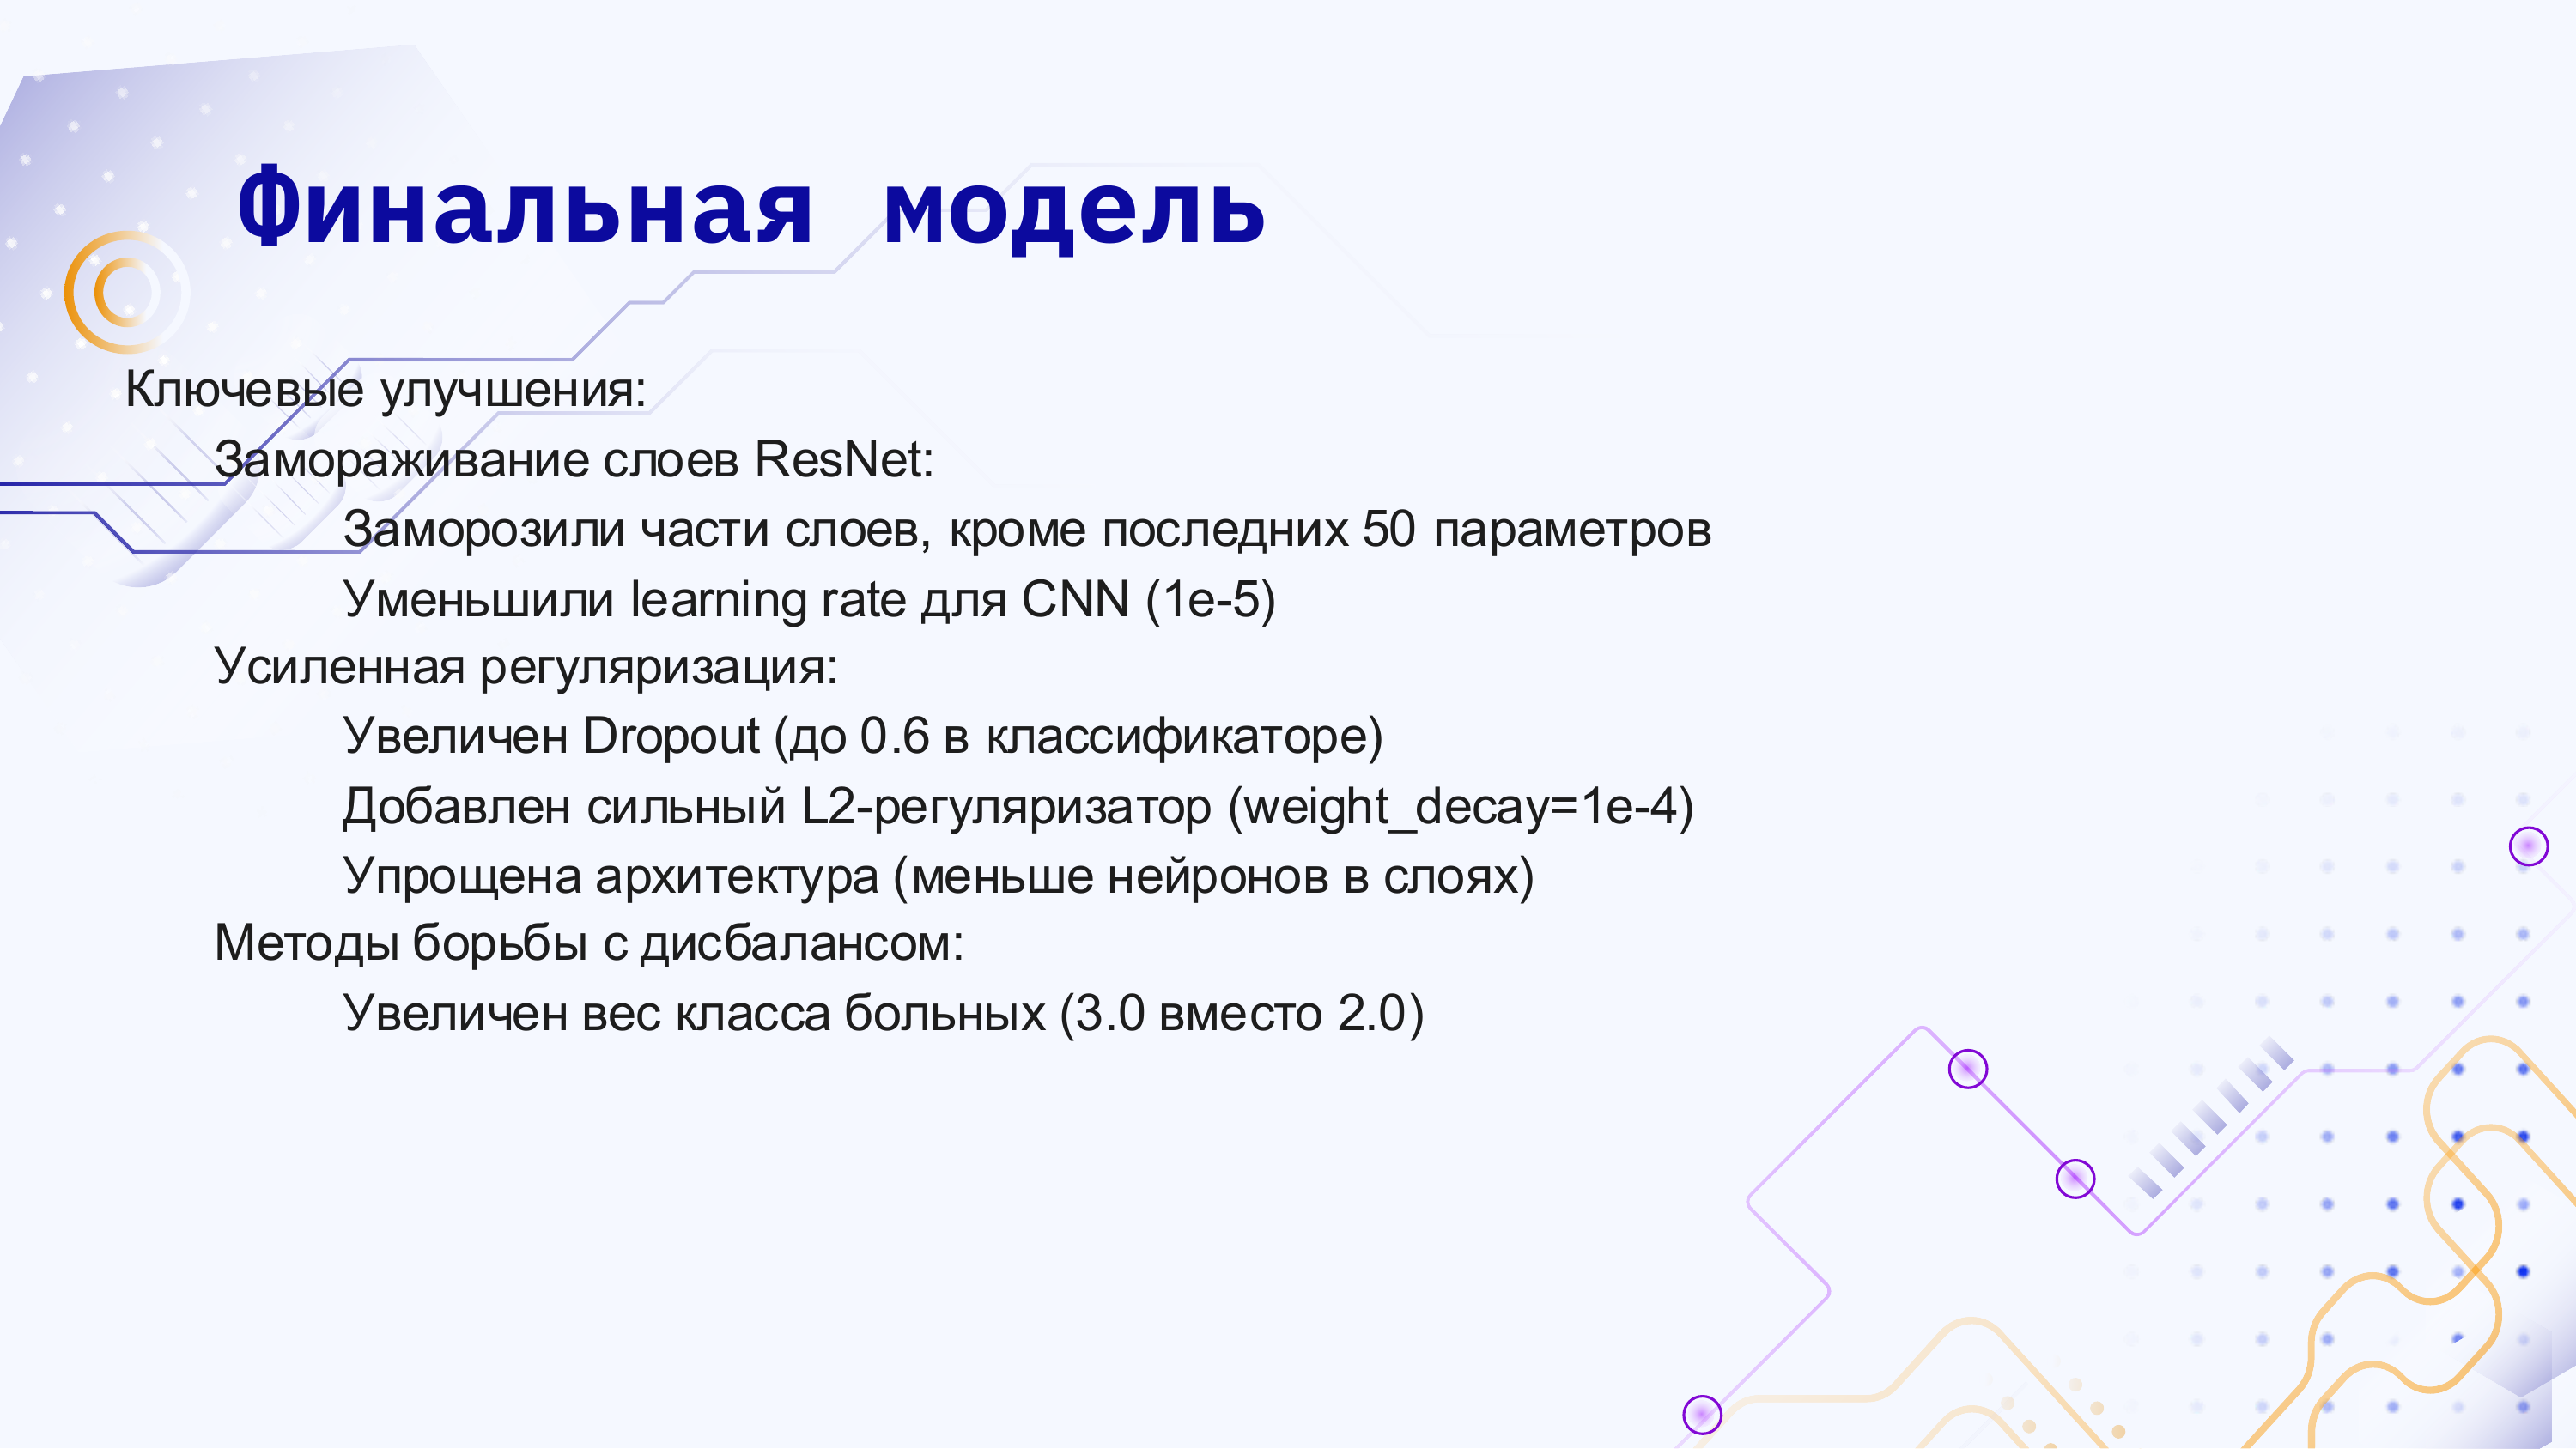 Финальная модель
Ключевые улучшения:
Замораживание слоев ResNet:
Заморозили части слоев, кроме последних 50 параметров
Уменьшили learning rate для CNN (1e-5)
Усиленная регуляризация:
Увеличен Dropout (до 0.6 в классификаторе)
Добавлен сильный L2-регуляризатор (weight_decay=1e-4)
Упрощена архитектура (меньше нейронов в слоях)
Методы борьбы с дисбалансом:
Увеличен вес класса больных (3.0 вместо 2.0)